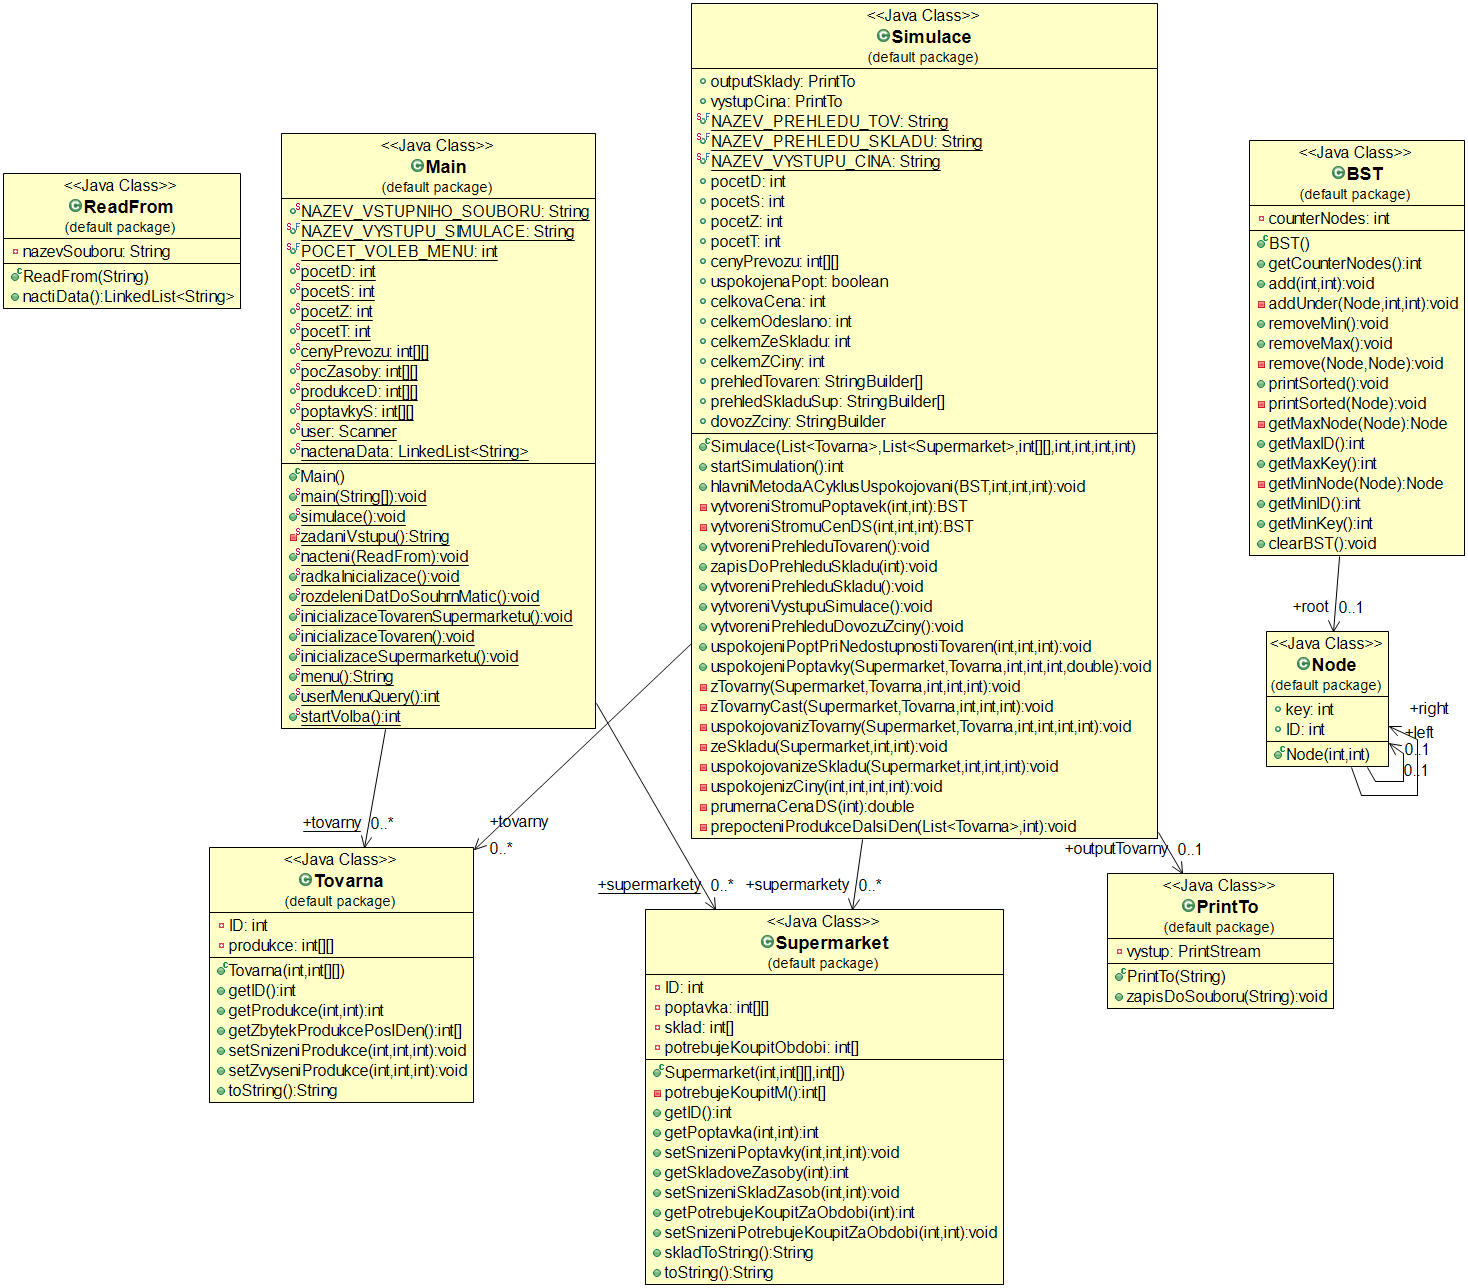 <<Java Class>>
ReadFrom
(default package)
nazevSouboru: String
ReadFrom(String)
nactiData():LinkedList<String>
<<Java Class>>
Main
(default package)
NAZEV_VSTUPNIHO_SOUBORU: String
NAZEV_VYSTUPU_SIMULACE: String
POCET_VOLEB_MENU: int
pocetD: int
pocetS: int
pocetZ: int
pocetT: int
cenyPrevozu: int[][]
pocZasoby: int[][]
produkceD: int[][]
poptavkyS: int[][]
user: Scanner
nactenaData: LinkedList<String>
Main()
main(String[]):void
simulace():void
zadaniVstupu():String
nacteni(ReadFrom):void
radkaInicializace():void
rozdeleniDatDoSouhrnMatic():void
inicializaceTovarenSupermarketu():void
inicializaceTovaren():void
inicializaceSupermarketu():void
menu():String
userMenuQuery():int
startVolba():int
<<Java Class>>
Simulace
(default package)
outputSklady: PrintTo
vystupCina: PrintTo
NAZEV_PREHLEDU_TOV: String
NAZEV_PREHLEDU_SKLADU: String
NAZEV_VYSTUPU_CINA: String
pocetD: int
pocetS: int
pocetZ: int
pocetT: int
cenyPrevozu: int[][]
uspokojenaPopt: boolean
celkovaCena: int
celkemOdeslano: int
celkemZeSkladu: int
celkemZCiny: int
prehledTovaren: StringBuilder[]
prehledSkladuSup: StringBuilder[]
dovozZciny: StringBuilder
Simulace(List<Tovarna>,List<Supermarket>,int[][],int,int,int,int)
startSimulation():int
hlavniMetodaACyklusUspokojovani(BST,int,int,int):void
vytvoreniStromuPoptavek(int,int):BST
vytvoreniStromuCenDS(int,int,int):BST
vytvoreniPrehleduTovaren():void
zapisDoPrehleduSkladu(int):void
vytvoreniPrehleduSkladu():void
vytvoreniVystupuSimulace():void
vytvoreniPrehleduDovozuZciny():void
uspokojeniPoptPriNedostupnostiTovaren(int,int,int):void
uspokojeniPoptavky(Supermarket,Tovarna,int,int,int,double):void
zTovarny(Supermarket,Tovarna,int,int,int):void
zTovarnyCast(Supermarket,Tovarna,int,int,int):void
uspokojovanizTovarny(Supermarket,Tovarna,int,int,int,int):void
zeSkladu(Supermarket,int,int):void
uspokojovanizeSkladu(Supermarket,int,int,int):void
uspokojenizCiny(int,int,int,int):void
prumernaCenaDS(int):double
prepocteniProdukceDalsiDen(List<Tovarna>,int):void
<<Java Class>>
BST
(default package)
counterNodes: int
BST()
getCounterNodes():int
add(int,int):void
addUnder(Node,int,int):void
removeMin():void
removeMax():void
remove(Node,Node):void
printSorted():void
printSorted(Node):void
getMaxNode(Node):Node
getMaxID():int
getMaxKey():int
getMinNode(Node):Node
getMinID():int
getMinKey():int
clearBST():void
+root 0..1
<<Java Class>>
Node
(default package)
key: int
ID: int
Node(int,int)
+right
+left
0..1
0..1
+tovarny 0..*
+tovarny
0..*
+supermarkety 0..*
+supermarkety 0..*
+outputTovarny 0..1
<<Java Class>>
Tovarna
(default package)
ID: int
produkce: int[][]
Tovarna(int,int[][])
getID():int
getProdukce(int,int):int
getZbytekProdukcePoslDen():int[]
setSnizeniProdukce(int,int,int):void
setZvyseniProdukce(int,int,int):void
toString():String
<<Java Class>>
Supermarket
(default package)
ID: int
poptavka: int[][]
sklad: int[]
potrebujeKoupitObdobi: int[]
Supermarket(int,int[][],int[])
potrebujeKoupitM():int[]
getID():int
getPoptavka(int,int):int
setSnizeniPoptavky(int,int,int):void
getSkladoveZasoby(int):int
setSnizeniSkladZasob(int,int):void
getPotrebujeKoupitZaObdobi(int):int
setSnizeniPotrebujeKoupitZaObdobi(int,int):void
skladToString():String
toString():String
<<Java Class>>
PrintTo
(default package)
vystup: PrintStream
PrintTo(String)
zapisDoSouboru(String):void